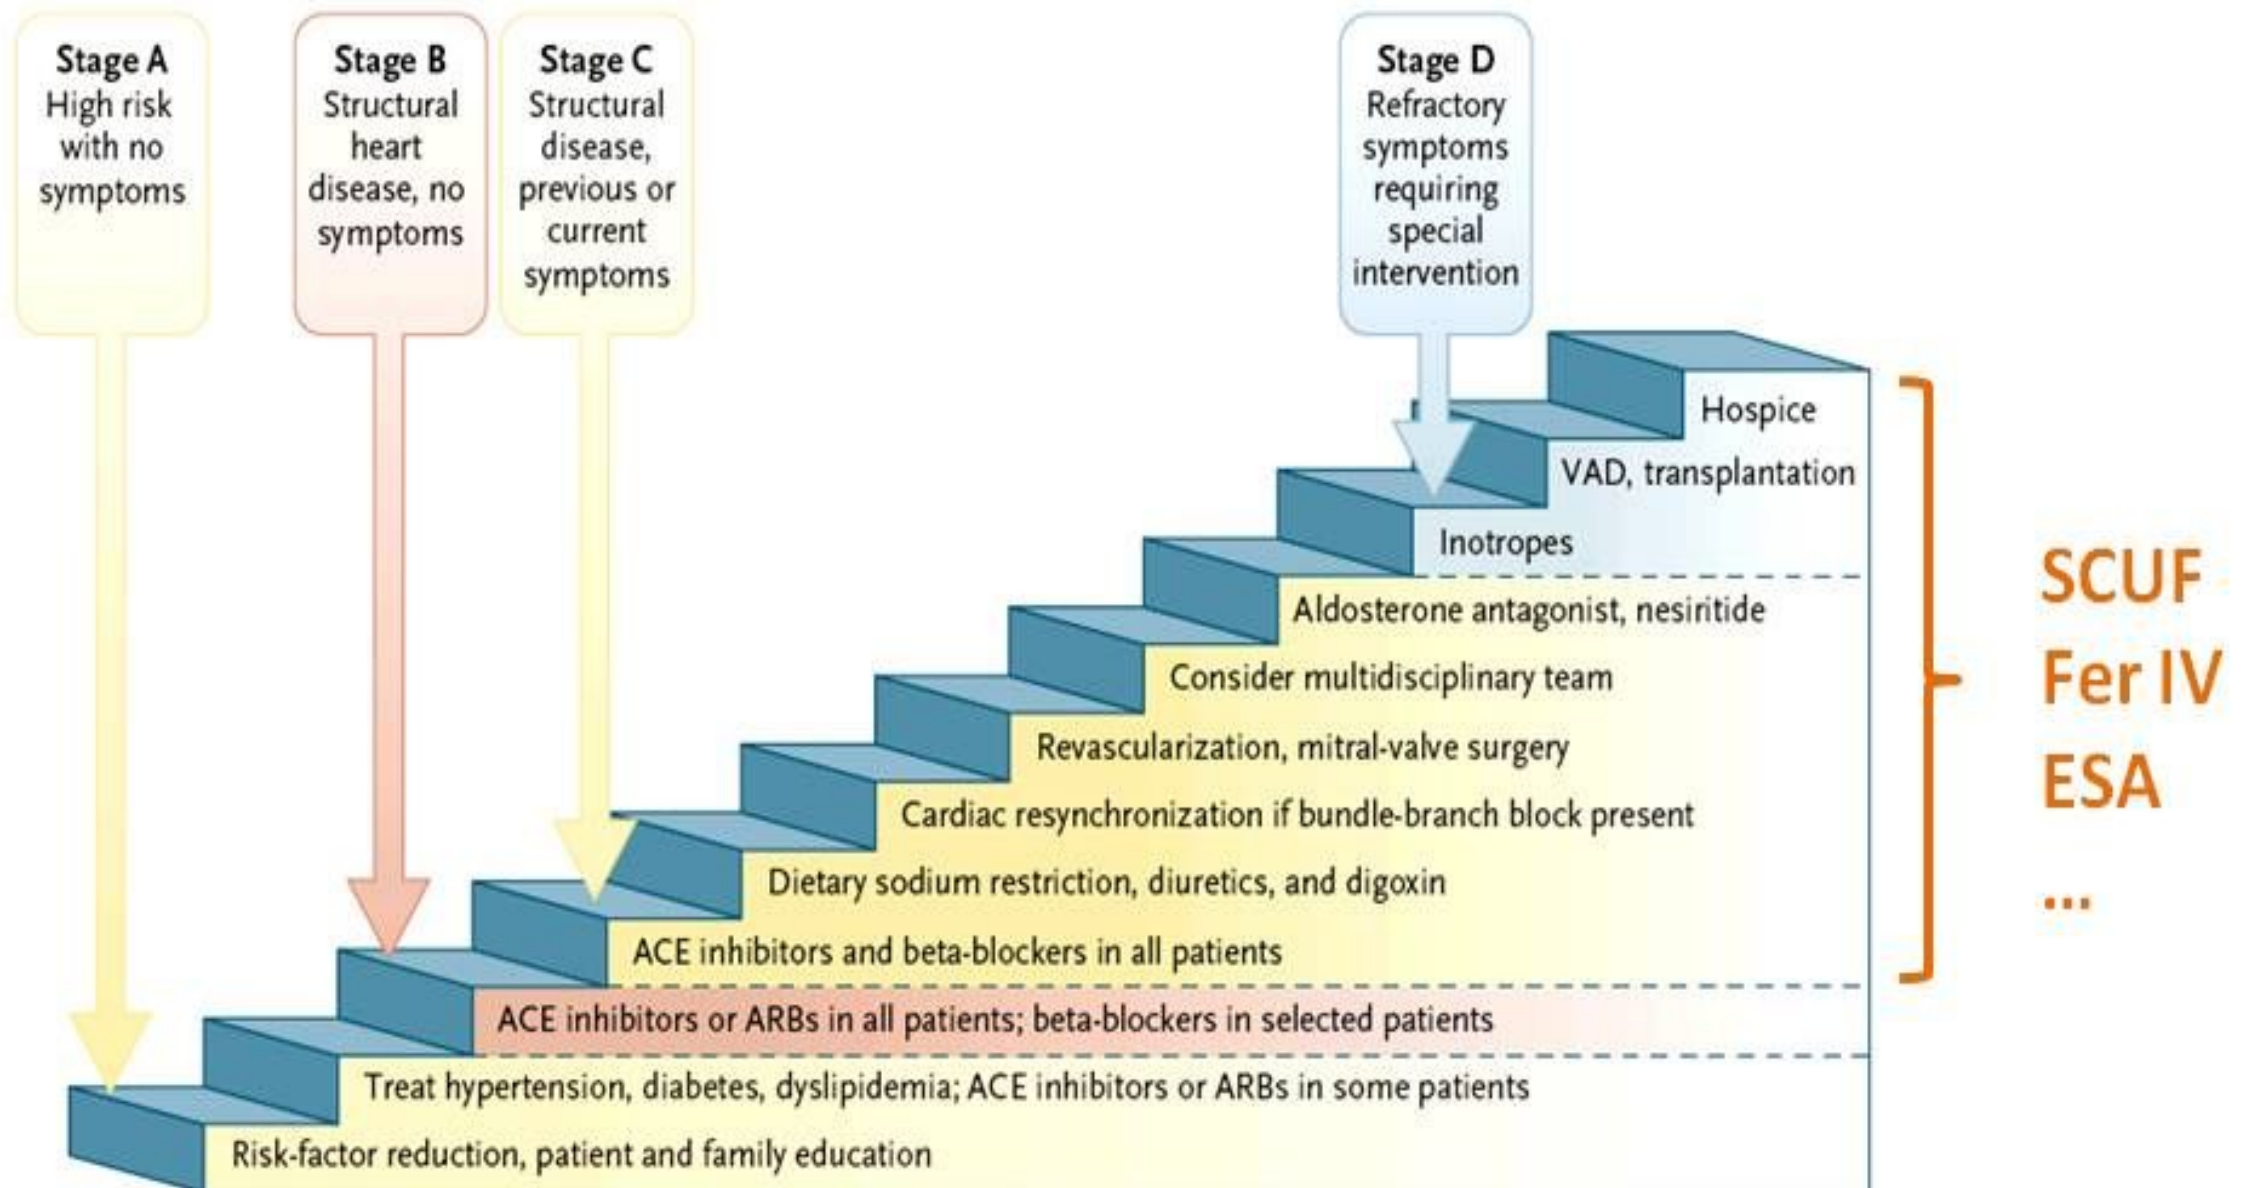 Stage A
High risk
with no
symptoms
Stage B
Structural
heart
disease, no
symptoms
Stage C
Structural
disease,
previous or
current
symptoms
Stage D
Refractory
symptoms
requiring
special
intervention
Hospice
VAD, transplantation
Inotropes
Aldosterone antagonist, nesiritide
Consider multidisciplinary team
Revascularization, mitral-valve surgery
Cardiac resynchronization if bundle-branch block present
Dietary sodium restriction, diuretics, and digoxin
ACE inhibitors and beta-blockers in all patients
ACE inhibitors or ARBs in all patients; beta-blockers in selected patients
Treat hypertension, diabetes, dyslipidemia; ACE inhibitors or ARBs in some patients
Risk-factor reduction, patient and family education
SCUF
Fer IV
ESA
...